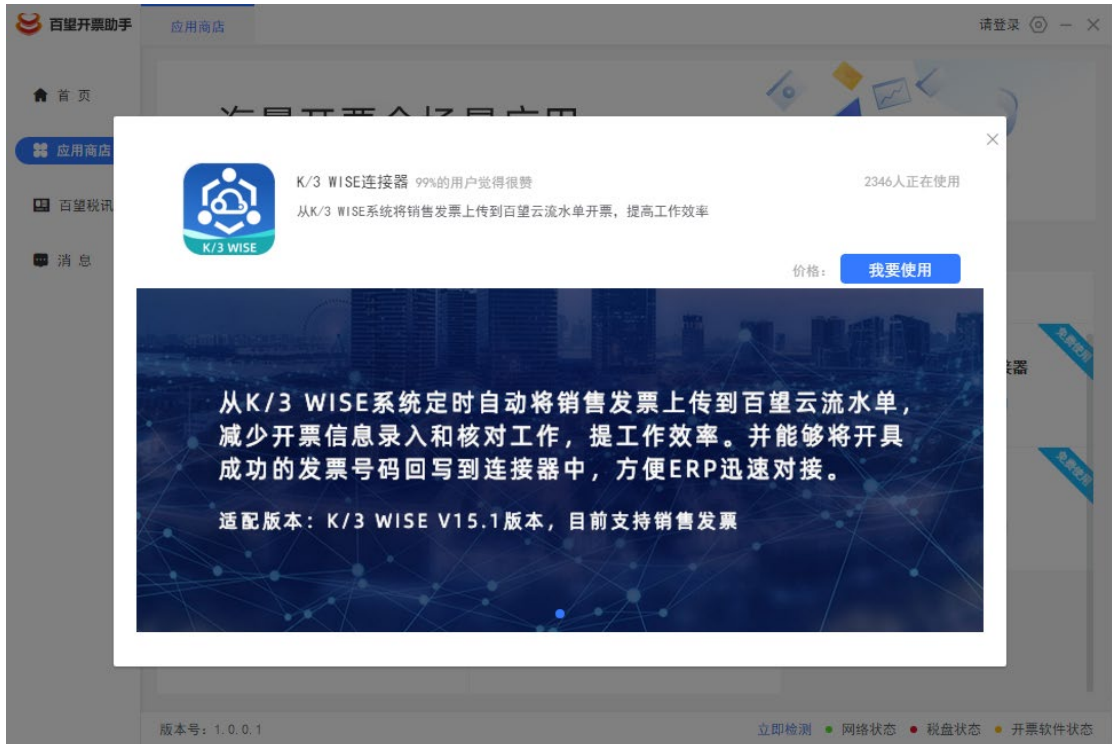 百望开票助手
应用商店
请登录
首 页
应用商店
百望税讯
消 息
K/3 WISE
K/3 WISE连接器 99%的用户觉得很赞
2346人正在使用
从K/3 WISE系统将销售发票上传到百望云流水单开票，提高工作效率
价格：
我要使用
免费使用
接器
从K/3 WISE系统定时自动将销售发票上传到百望云流水单，
减少开票信息录入和核对工作，提工作效率。并能够将开具
成功的发票号码回写到连接器中，方便ERP迅速对接。
免费使用
适配版本：K/3 WISE V15.1版本，目前支持销售发票
版本号：1.0.0.1
立即检测 网络状态 税盘状态 开票软件状态